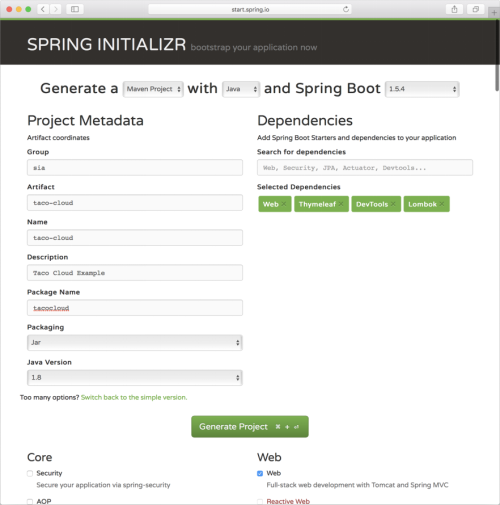 start.spring.io
SPRING INITIALIZR bootstrap your application now
Generate a Maven Project with Java and Spring Boot 1.5.4
Project Metadata
Artifact coordinates
Group
sia
Artifact
taco-cloud
Name
taco-cloud
Description
Taco Cloud Example
Package Name
tacocloud
Packaging
Jar
Java Version
1.8
Dependencies
Add Spring Boot Starters and dependencies to your application
Search for dependencies
Web, Security, JPA, Actuator, Devtools...
Selected Dependencies
Web × Thymeleaf × DevTools × Lombok ×
Too many options? Switch back to the simple version.
Generate Project ⌘ + ⏎
Core
Security
Secure your application via spring-security
AOP
Web
Web
Full-stack web development with Tomcat and Spring MVC
Reactive Web